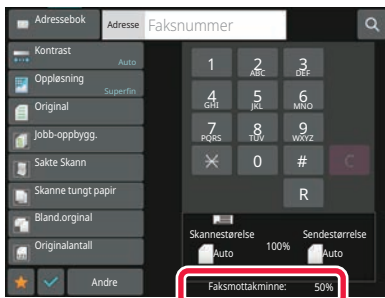 Adressebok
Adresse
Faksnummer
Kontrast
Auto
Oppløsning
Superfin
Original
Jobb-oppbygg.
Sakte Skann
Skanne tungt papir
Bland.orginal
Originalantall
Andre
1
2
ABC
3
DEF
4
GHI
5
JKL
6
MNO
7
PQRS
8
TUV
9
WXYZ
0
#
C
R
Skannestørelse
Auto
100%
Sendestørrelse
Auto
Faksmottakminne: 50%